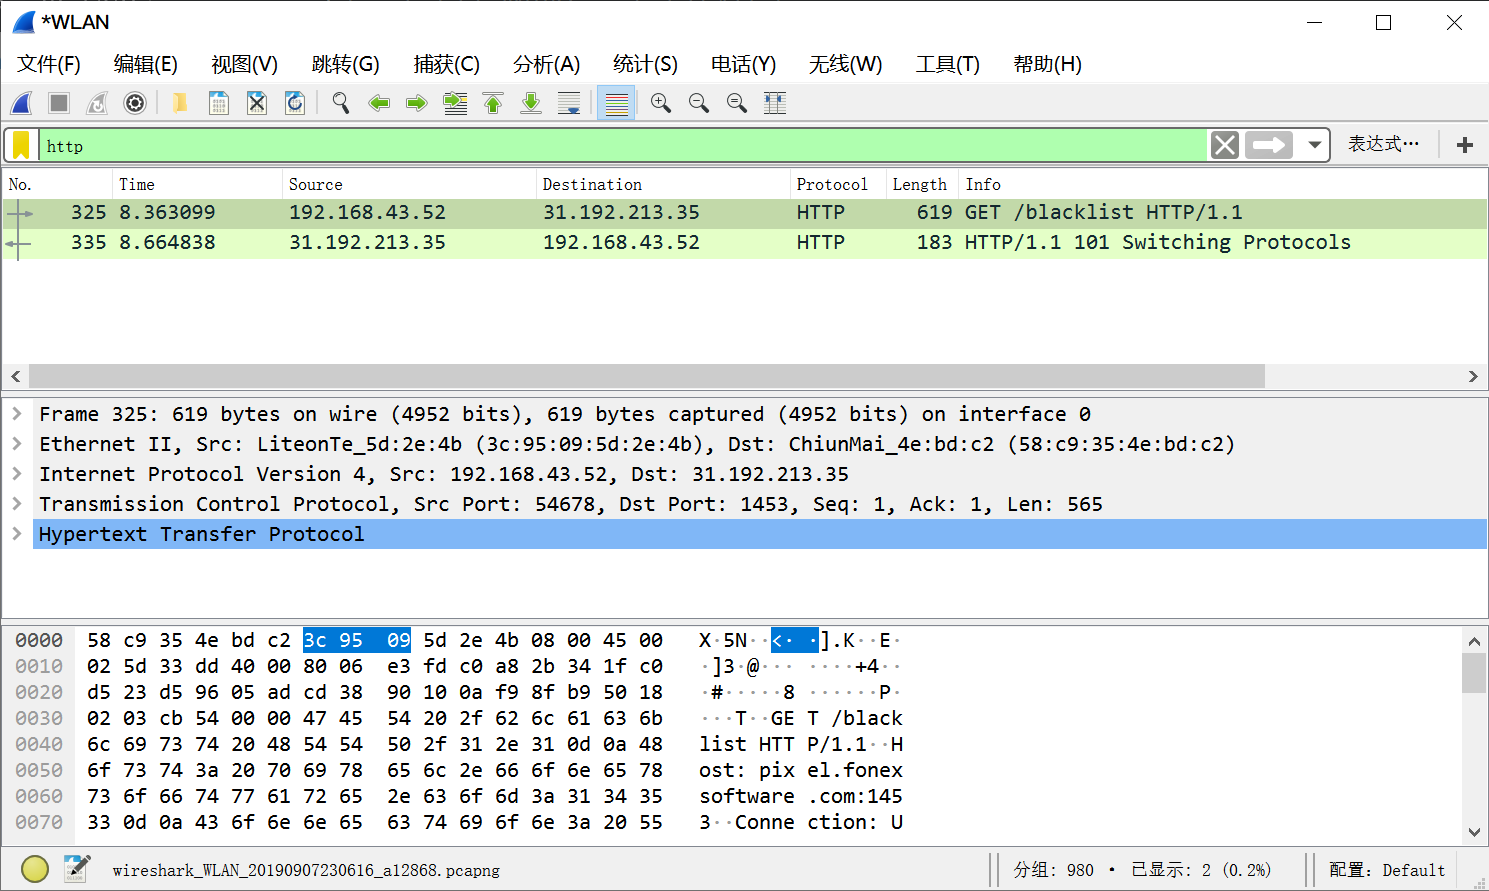 *WLAN
文件(F) 编辑(E) 视图(V) 跳转(G) 捕获(C) 分析(A) 统计(S) 电话(Y) 无线(W) 工具(T) 帮助(H)
http 表达式…
No. Time Source Destination Protocol Length Info
325 8.363099 192.168.43.52 31.192.213.35 HTTP 619 GET /blacklist HTTP/1.1
335 8.664838 31.192.213.35 192.168.43.52 HTTP 183 HTTP/1.1 101 Switching Protocols
Frame 325: 619 bytes on wire (4952 bits), 619 bytes captured (4952 bits) on interface 0
Ethernet II, Src: LiteonTe_5d:2e:4b (3c:95:09:5d:2e:4b), Dst: ChiunMai_4e:bd:c2 (58:c9:35:4e:bd:c2)
Internet Protocol Version 4, Src: 192.168.43.52, Dst: 31.192.213.35
Transmission Control Protocol, Src Port: 54678, Dst Port: 1453, Seq: 1, Ack: 1, Len: 565
Hypertext Transfer Protocol
0000 58 c9 35 4e bd c2 3c 95 09 5d 2e 4b 08 00 45 00 X·5N··<· ·].K··E·
0010 02 5d 33 dd 40 00 80 06 e3 fd c0 a8 2b 34 1f c0 ·]3·@··· ····+4··
0020 d5 23 d5 96 05 ad cd 38 90 10 0a f9 8f b9 50 18 ·#·····8 ······P·
0030 02 03 cb 54 00 00 47 45 54 20 2f 62 6c 61 63 6b ···T··GE T /black
0040 6c 69 73 74 20 48 54 54 50 2f 31 2e 31 0d 0a 48 list HTT P/1.1··H
0050 6f 73 74 3a 20 70 69 78 65 6c 2e 66 6f 6e 65 78 ost: pix el.fonex
0060 73 6f 66 74 77 61 72 65 2e 63 6f 6d 3a 31 34 35 software .com:145
0070 33 0d 0a 43 6f 6e 6e 65 63 74 69 6f 6e 3a 20 55 3··Conne ction: U
wireshark_WLAN_20190907230616_a12868.pcapng 分组: 980 · 已显示: 2 (0.2%) 配置: Default